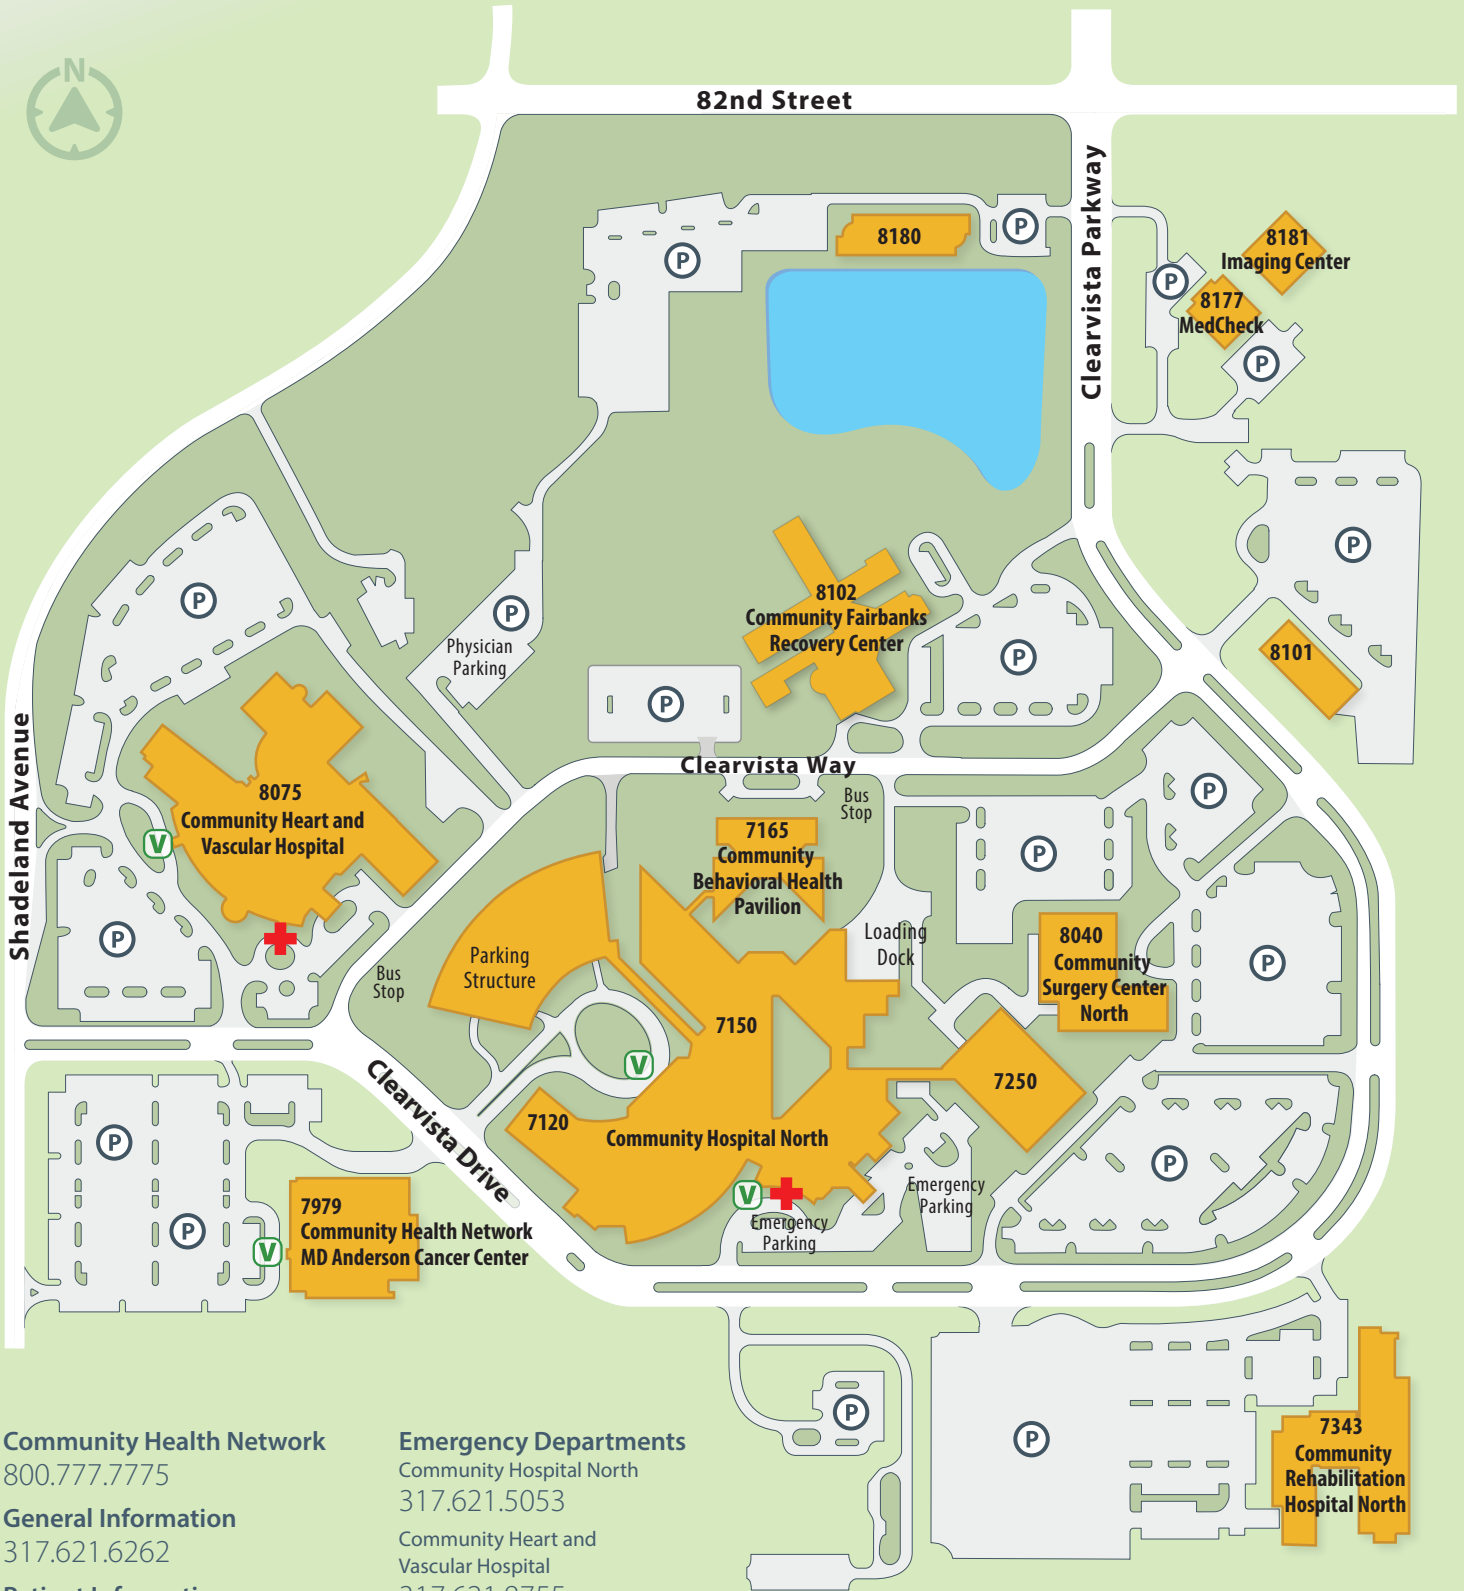 N
82nd Street
Clearvista Parkway
8180
P
P
8181
Imaging Center
P
8177
MedCheck
P
P
P
P
Physician
Parking
8102
Community Fairbanks
Recovery Center
P
8101
P
Shadeland Avenue
Clearvista Way
Bus
Stop
P
8075
Community Heart and
Vascular Hospital
V
7165
Community
Behavioral Health
Pavilion
P
P
Parking
Structure
Bus
Stop
Loading
Dock
8040
Community
Surgery Center
North
P
7150
V
7250
Clearvista Drive
7120
Community Hospital North
P
P
V
Emergency
Parking
Emergency
Parking
7979
Community Health Network
MD Anderson Cancer Center
P
V
P
P
7343
Community
Rehabilitation
Hospital North
Community Health Network
800.777.7775
General Information
317.621.6262
Emergency Departments
Community Hospital North
317.621.5053
Community Heart and
Vascular Hospital